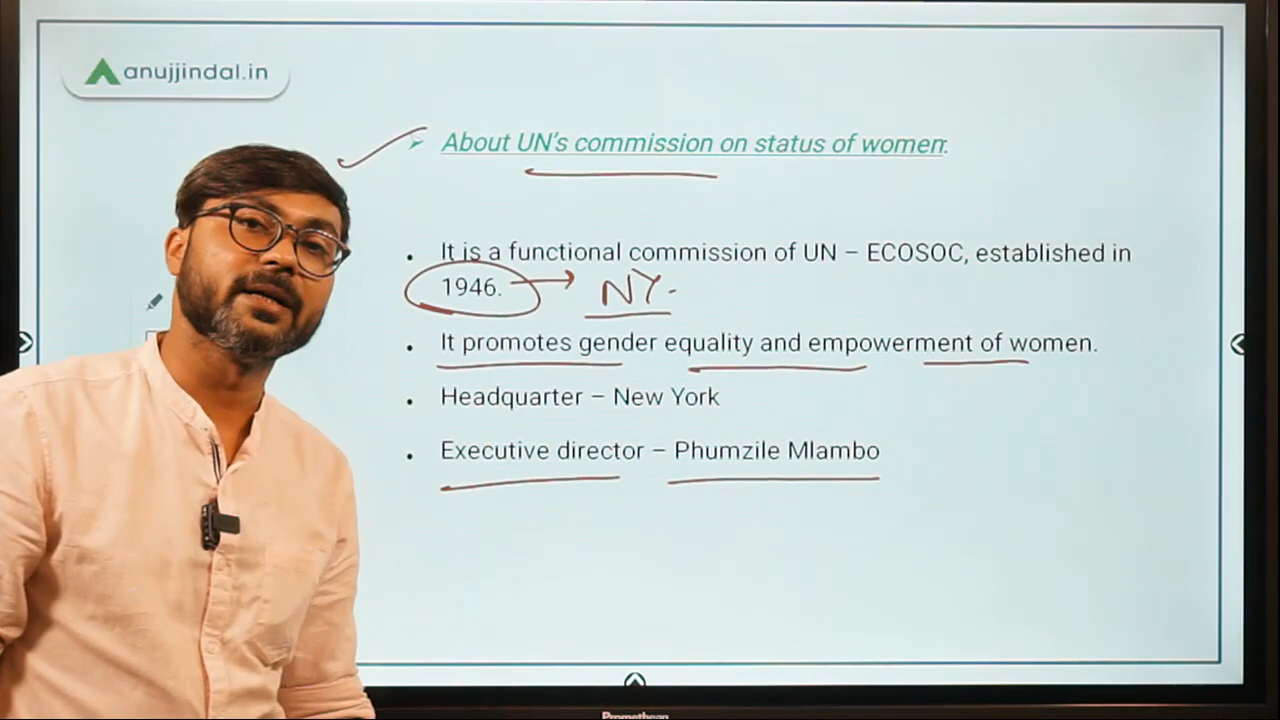 anujjindal.in
About UN's commission on status of women:
It is a functional commission of UN – ECOSOC, established in
1946. NY.
It promotes gender equality and empowerment of women.
Headquarter – New York
Executive director – Phumzile Mlambo
Promethean